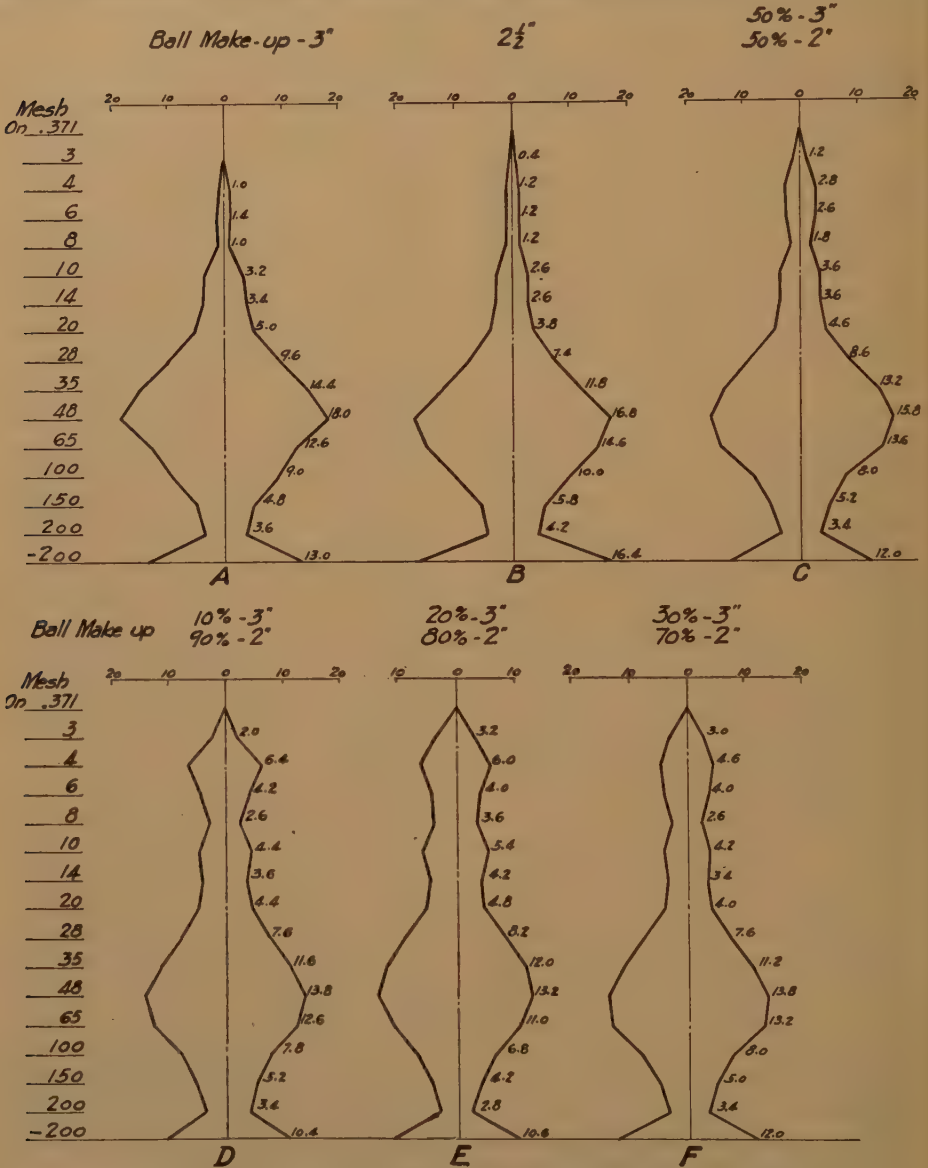 50% - 3"
Ball Make-up - 3" 2½" 50% - 2"
20 10 0 10 20 20 10 0 10 20 20 10 0 10 20
Mesh
On .371
3 0.4 1.2
4 1.0 1.2 2.8
6 1.4 1.2 2.6
8 1.0 1.2 1.8
10 3.2 2.6 3.6
14 3.4 2.6 3.6
20 5.0 3.8 4.6
28 9.6 7.4 8.6
35 14.4 11.8 13.2
48 18.0 16.8 15.8
65 12.6 14.6 13.6
100 9.0 10.0 8.0
150 4.8 5.8 5.2
200 3.6 4.2 3.4
-200 13.0 16.4 12.0
A B C
10% - 3" 20% - 3" 30% - 3"
Ball Make up 90% - 2" 80% - 2" 70% - 2"
20 10 0 10 20 10 0 10 20 10 0 10 20
Mesh
On .371
3 2.0 3.2 3.0
4 6.4 6.0 4.6
6 4.2 4.0 4.0
8 2.6 3.6 2.6
10 4.4 5.4 4.2
14 3.6 4.2 3.4
20 4.4 4.8 4.0
28 7.6 8.2 7.6
35 11.6 12.0 11.2
48 13.8 13.2 13.8
65 12.6 11.0 13.2
100 7.8 6.8 8.0
150 5.2 4.2 5.0
200 3.4 2.8 3.4
-200 10.4 10.6 12.0
D E F